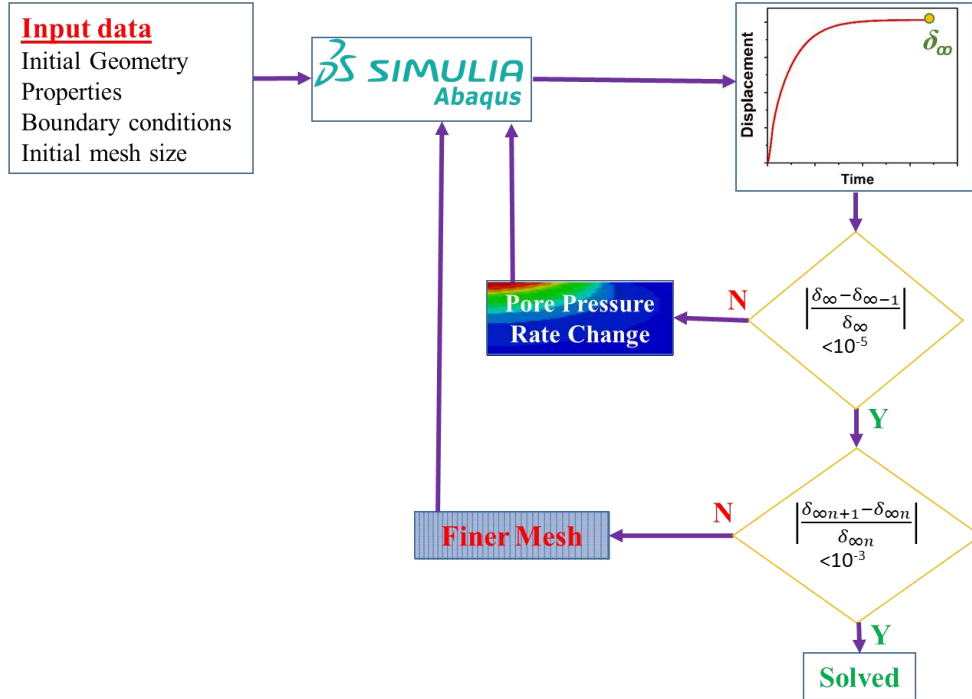 Input data
Initial Geometry
Properties
Boundary conditions
Initial mesh size
3DS SIMULIA
Abaqus
Displacement
δ∞
Time
N
Pore Pressure
Rate Change
|δ∞−δ∞−1|
δ∞
<10⁻⁵
Y
N
Finer Mesh
|δ∞n+1−δ∞n|
δ∞n
<10⁻³
Y
Solved